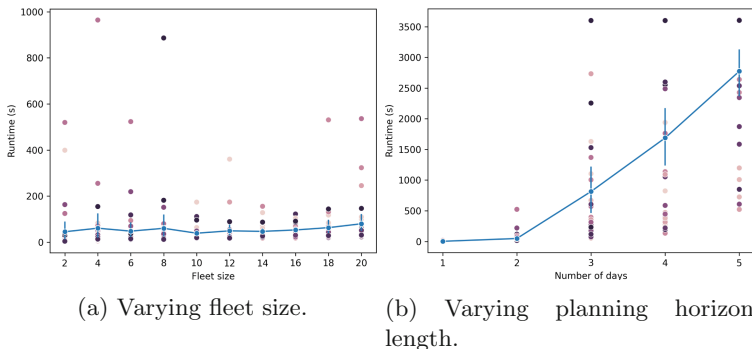 1000
800
600
400
200
0
Runtime (s)
2 4 6 8 10 12 14 16 18 20
Fleet size
(a) Varying fleet size.
3500
3000
2500
2000
1500
1000
500
0
Runtime (s)
1 2 3 4 5
Number of days
(b) Varying planning horizon
length.